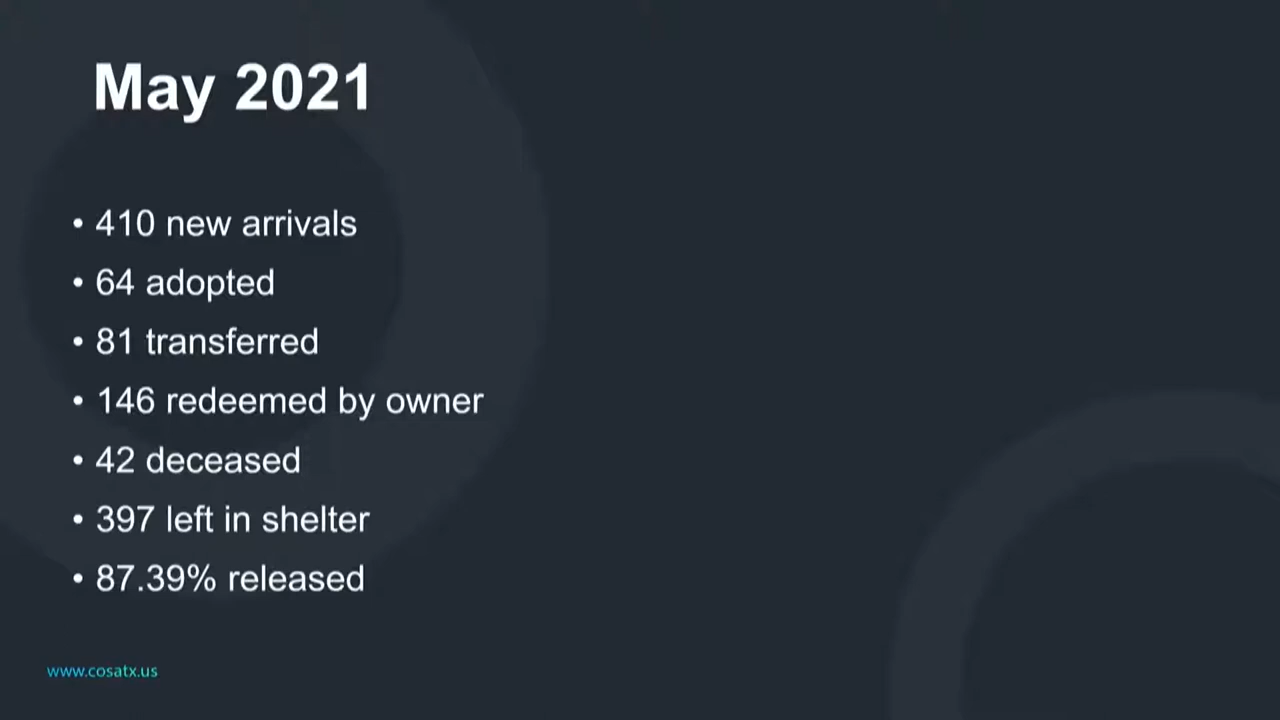 May 2021
• 410 new arrivals
• 64 adopted
• 81 transferred
• 146 redeemed by owner
• 42 deceased
• 397 left in shelter
• 87.39% released
www.cosatx.us